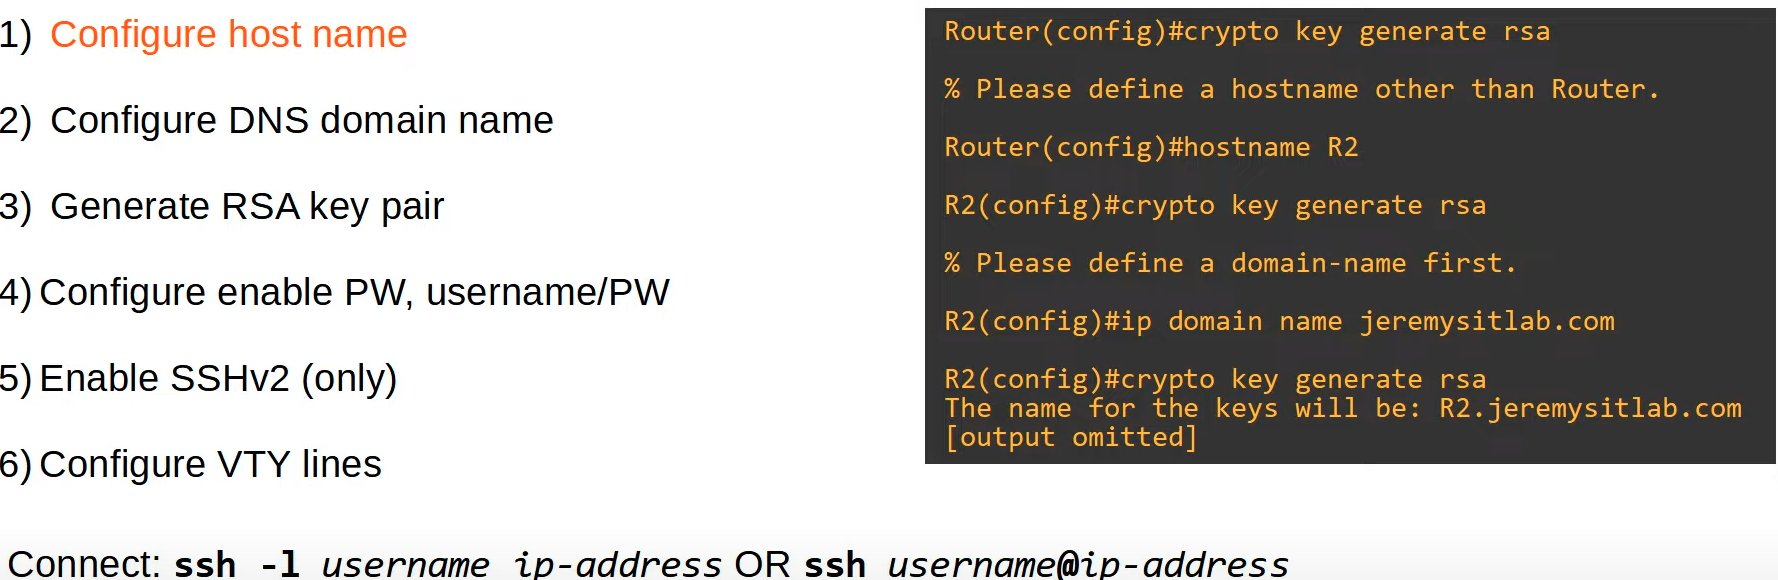 1) Configure host name
2) Configure DNS domain name
3) Generate RSA key pair
4) Configure enable PW, username/PW
5) Enable SSHv2 (only)
6) Configure VTY lines
Router(config)#crypto key generate rsa
% Please define a hostname other than Router.
Router(config)#hostname R2
R2(config)#crypto key generate rsa
% Please define a domain-name first.
R2(config)#ip domain name jeremysitlab.com
R2(config)#crypto key generate rsa
The name for the keys will be: R2.jeremysitlab.com
[output omitted]
Connect: ssh -l username ip-address OR ssh username@ip-address